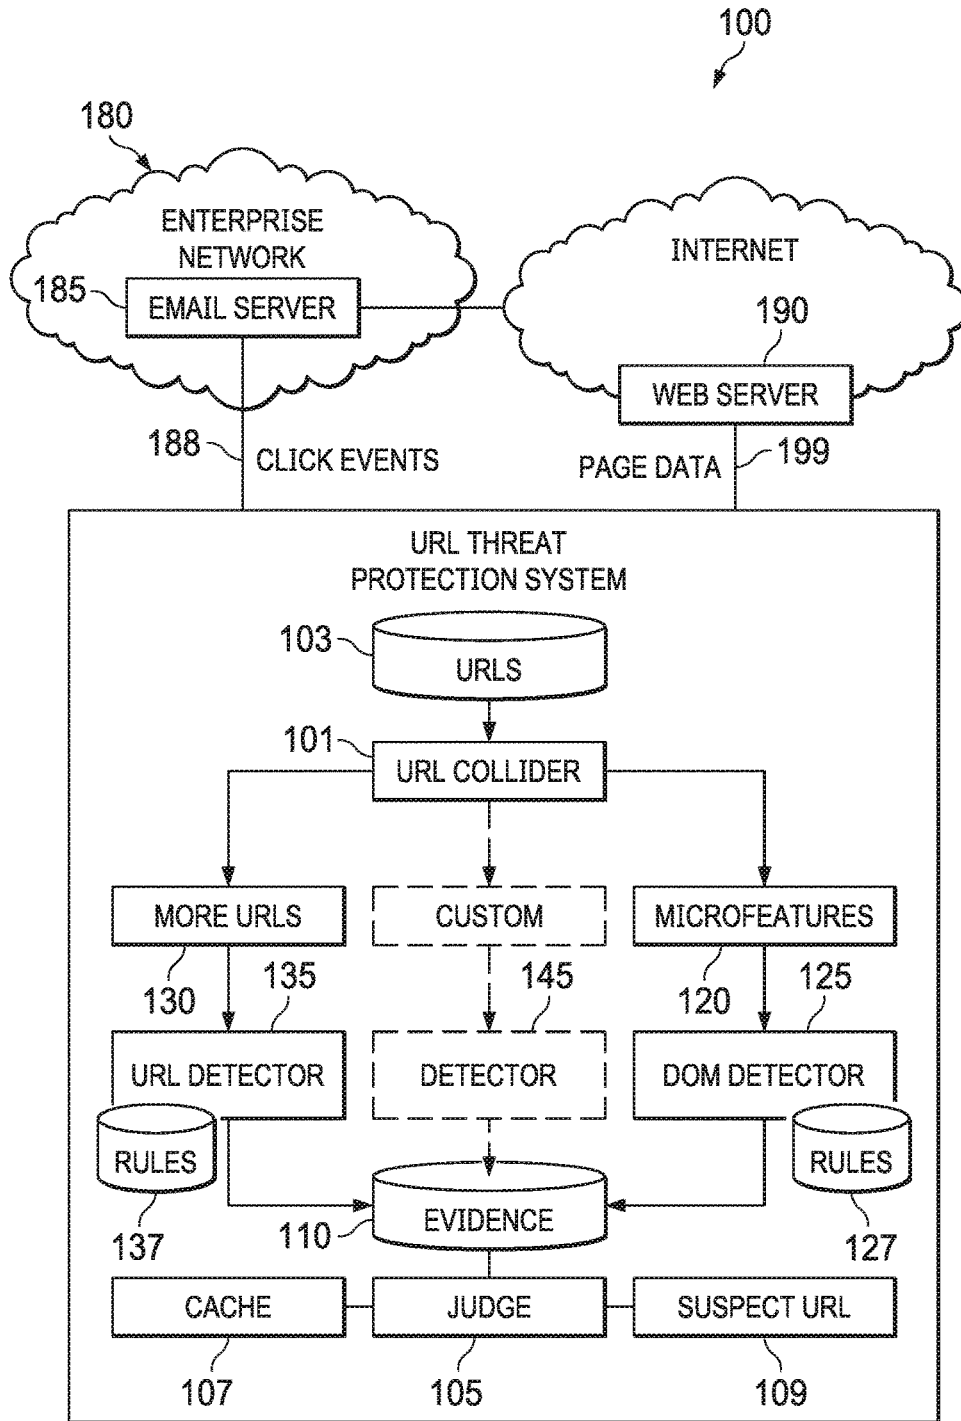 100
180
ENTERPRISE
NETWORK
INTERNET
185
EMAIL SERVER
190
WEB SERVER
188
CLICK EVENTS
PAGE DATA
199
URL THREAT
PROTECTION SYSTEM
103
URLS
101
URL COLLIDER
MORE URLS
CUSTOM
MICROFEATURES
130
135
145
120
125
URL DETECTOR
DETECTOR
DOM DETECTOR
RULES
RULES
137
110
EVIDENCE
127
CACHE
JUDGE
SUSPECT URL
107
105
109